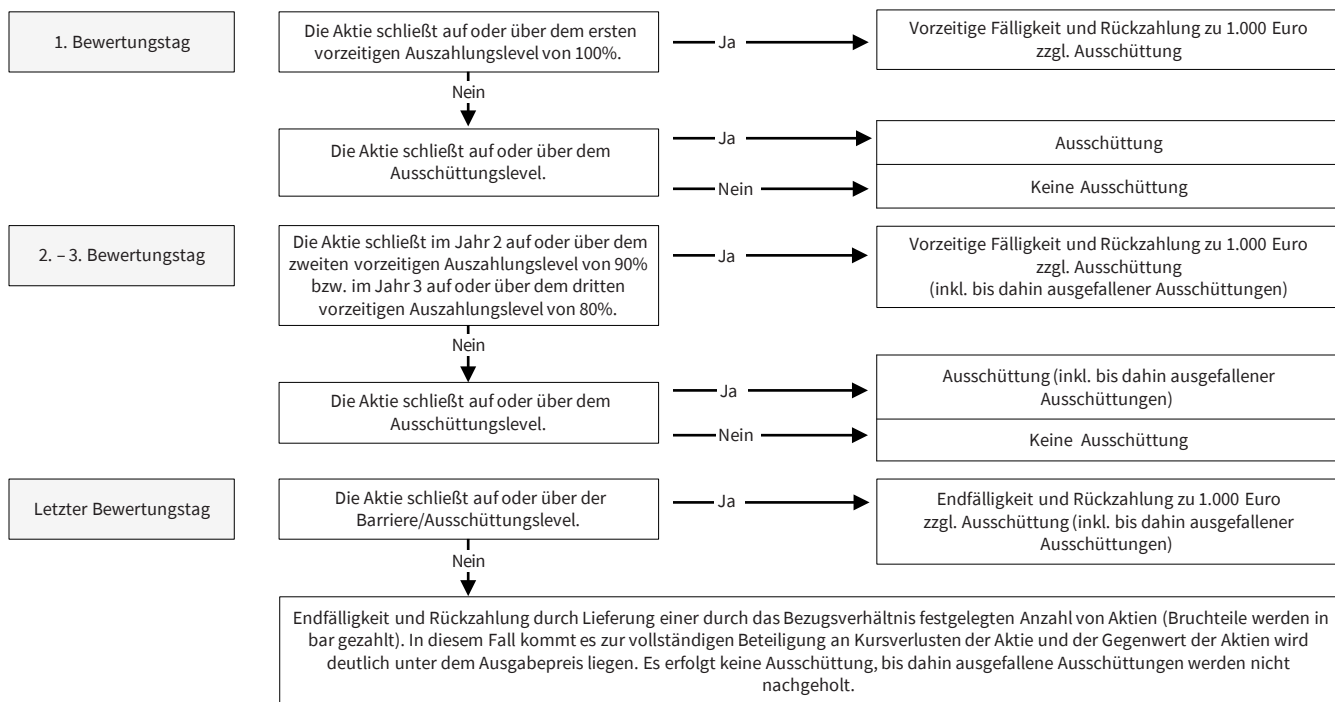 1. Bewertungstag
Die Aktie schließt auf oder über dem ersten
vorzeitigen Auszahlungslevel von 100%.
Ja
Vorzeitige Fälligkeit und Rückzahlung zu 1.000 Euro
zzgl. Ausschüttung
Nein
Die Aktie schließt auf oder über dem
Ausschüttungslevel.
Ja
Ausschüttung
Nein
Keine Ausschüttung
2. – 3. Bewertungstag
Die Aktie schließt im Jahr 2 auf oder über dem
zweiten vorzeitigen Auszahlungslevel von 90%
bzw. im Jahr 3 auf oder über dem dritten
vorzeitigen Auszahlungslevel von 80%.
Ja
Vorzeitige Fälligkeit und Rückzahlung zu 1.000 Euro
zzgl. Ausschüttung
(inkl. bis dahin ausgefallener Ausschüttungen)
Nein
Die Aktie schließt auf oder über dem
Ausschüttungslevel.
Ja
Ausschüttung (inkl. bis dahin ausgefallener
Ausschüttungen)
Nein
Keine Ausschüttung
Letzter Bewertungstag
Die Aktie schließt auf oder über der
Barriere/Ausschüttungslevel.
Ja
Endfälligkeit und Rückzahlung zu 1.000 Euro
zzgl. Ausschüttung (inkl. bis dahin ausgefallener
Ausschüttungen)
Nein
Endfälligkeit und Rückzahlung durch Lieferung einer durch das Bezugsverhältnis festgelegten Anzahl von Aktien (Bruchteile werden in
bar gezahlt). In diesem Fall kommt es zur vollständigen Beteiligung an Kursverlusten der Aktie und der Gegenwert der Aktien wird
deutlich unter dem Ausgabepreis liegen. Es erfolgt keine Ausschüttung, bis dahin ausgefallene Ausschüttungen werden nicht
nachgeholt.